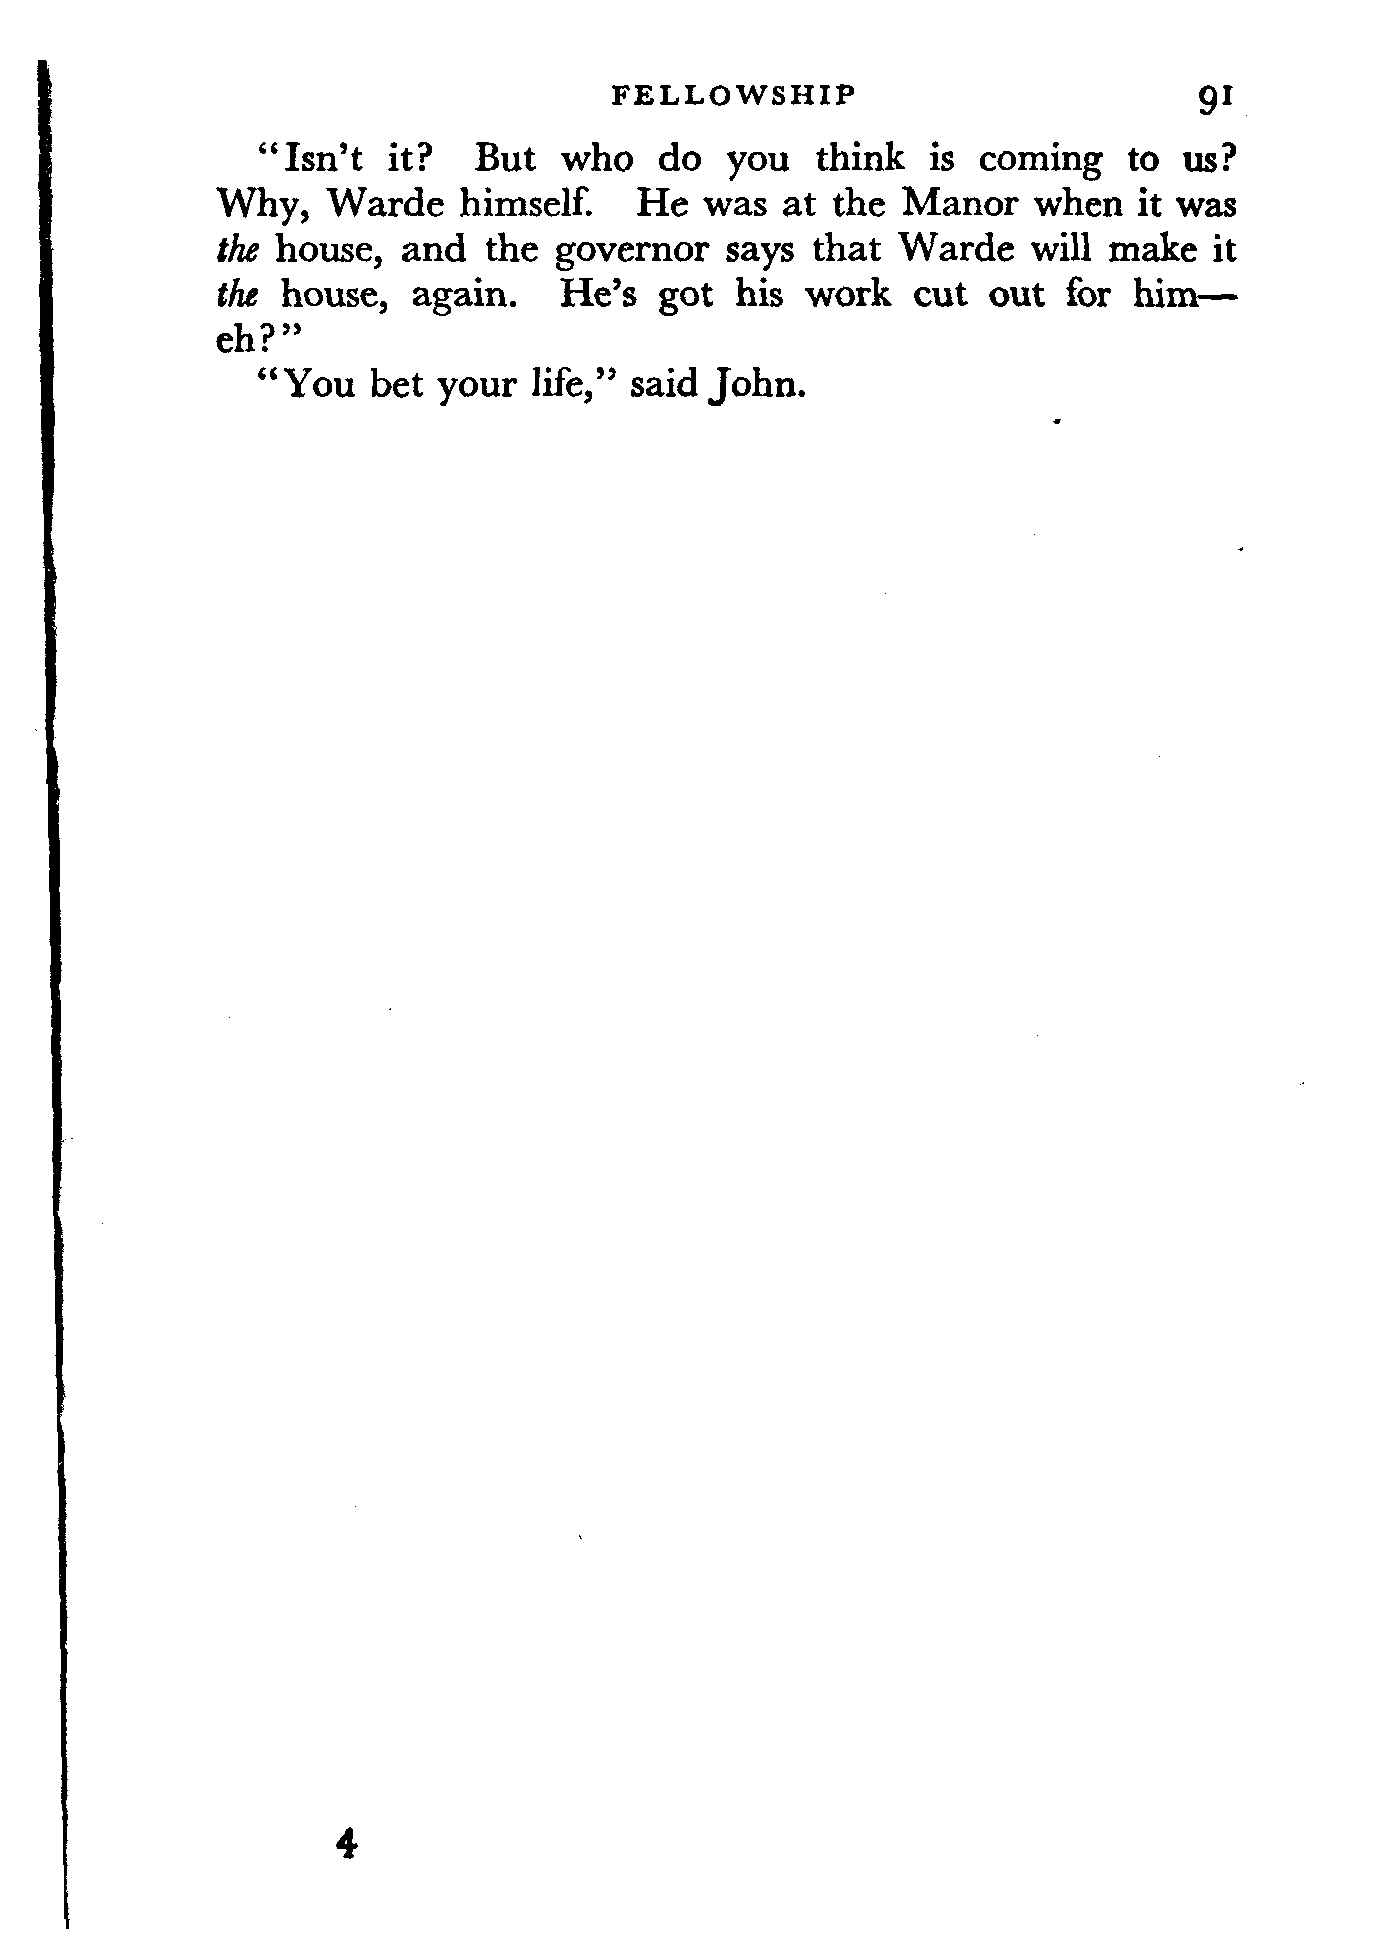 FELLOWSHIP 91
“Isn’t it? But who do you think is coming to us?
Why, Warde himself. He was at the Manor when it was
the house, and the governor says that Warde will make it
the house, again. He’s got his work cut out for him—
eh?”
“You bet your life,” said John.
4